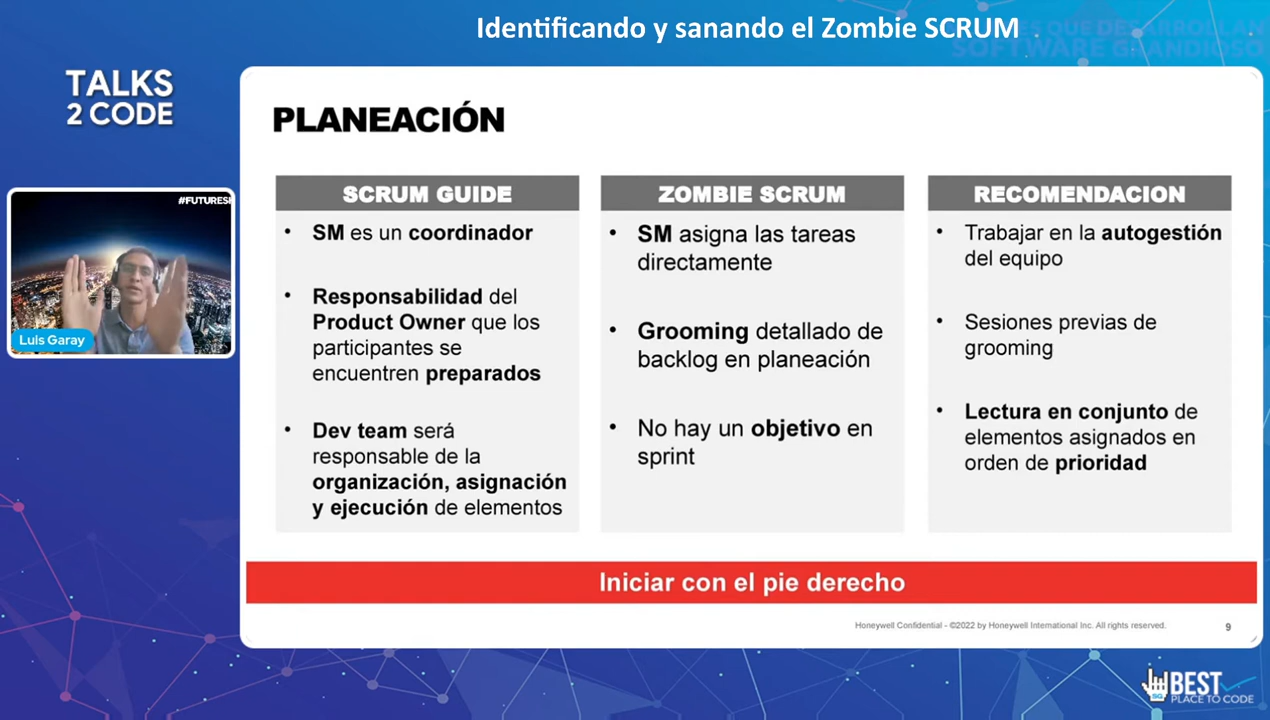 Identificando y sanando el Zombie SCRUM
SOFTWARE GRANDIOSO
TALKS
2 CODE
PLANEACIÓN
SCRUM GUIDE
• SM es un coordinador
• Responsabilidad del
Product Owner que los
participantes se
encuentren preparados
• Dev team será
responsable de la
organización, asignación
y ejecución de elementos
ZOMBIE SCRUM
• SM asigna las tareas
directamente
• Grooming detallado de
backlog en planeación
• No hay un objetivo en
sprint
RECOMENDACION
• Trabajar en la autogestión
del equipo
• Sesiones previas de
grooming
• Lectura en conjunto de
elementos asignados en
orden de prioridad
#FUTURES
Luis Garay
Iniciar con el pie derecho
Honeywell Confidential - ©2022 by Honeywell International Inc. All rights reserved.
9
SG
BEST
PLACE TO CODE